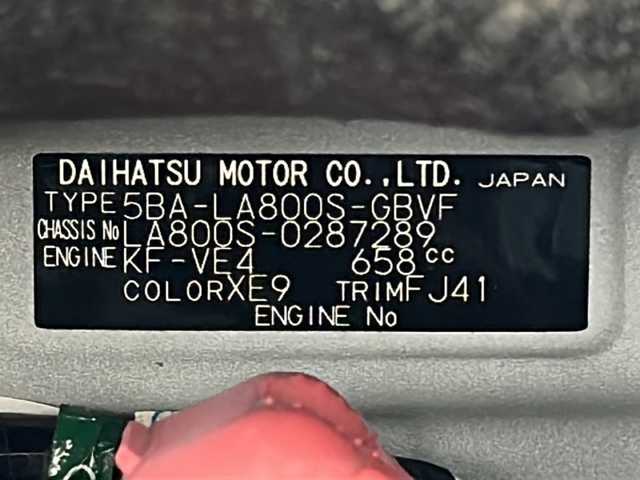 DAIHATSU MOTOR CO.,LTD. JAPAN
TYPE 5BA-LA800S-GBVF
CHASSIS No LA800S-0287289
ENGINE KF-VE4 658cc
COLOR XE9 TRIM FJ41
ENGINE No